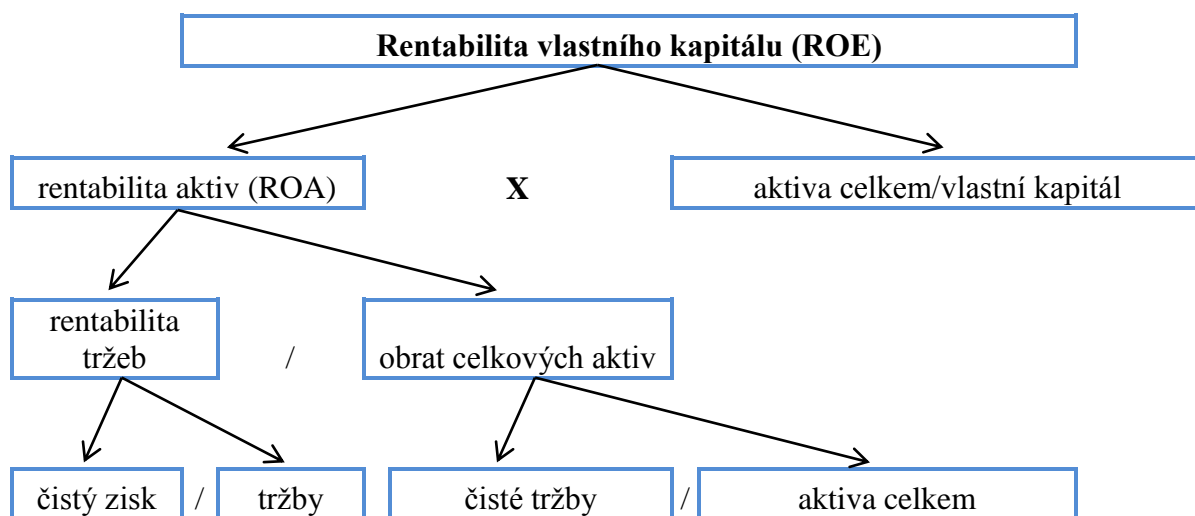 Rentabilita vlastního kapitálu (ROE)
rentabilita aktiv (ROA) X aktiva celkem/vlastní kapitál
rentabilita
tržeb / obrat celkových aktiv
čistý zisk / tržby čisté tržby / aktiva celkem